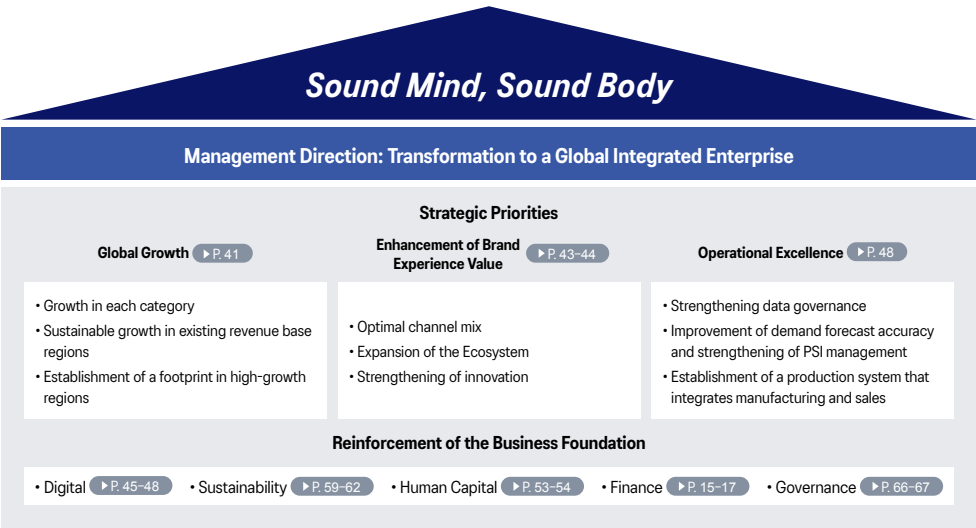 Sound Mind, Sound Body
Management Direction: Transformation to a Global Integrated Enterprise
Strategic Priorities
Global Growth ▶P. 41
• Growth in each category
• Sustainable growth in existing revenue base
regions
• Establishment of a footprint in high-growth
regions
Enhancement of Brand
Experience Value ▶P. 43–44
• Optimal channel mix
• Expansion of the Ecosystem
• Strengthening of innovation
Operational Excellence ▶P. 48
• Strengthening data governance
• Improvement of demand forecast accuracy
and strengthening of PSI management
• Establishment of a production system that
integrates manufacturing and sales
Reinforcement of the Business Foundation
• Digital ▶P. 45–48 • Sustainability ▶P. 59–62 • Human Capital ▶P. 53–54 • Finance ▶P. 15–17 • Governance ▶P. 66–67